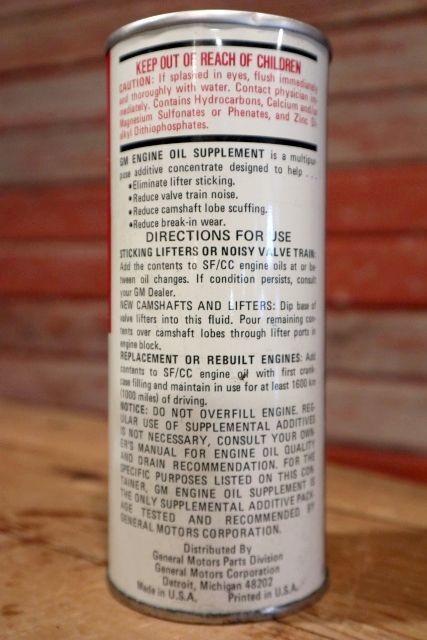 KEEP OUT OF REACH OF CHILDREN
CAUTION: If splashed in eyes, flush immediately
and thoroughly with water. Contact physician im-
mediately. Contains Hydrocarbons, Calcium and/or
Magnesium Sulfonates or Phenates, and Zinc Di-
alkyl Dithiophosphates.
GM ENGINE OIL SUPPLEMENT is a multipur-
pose additive concentrate designed to help . . .
•Eliminate lifter sticking.
•Reduce valve train noise.
•Reduce camshaft lobe scuffing.
•Reduce break-in wear.
DIRECTIONS FOR USE
STICKING LIFTERS OR NOISY VALVE TRAIN:
Add the contents to SF/CC engine oils at or be-
tween oil changes. If condition persists, consult
your GM Dealer.
NEW CAMSHAFTS AND LIFTERS: Dip base of
valve lifters into this fluid. Pour remaining con-
tents over camshaft lobes through lifter ports in
engine block.
REPLACEMENT OR REBUILT ENGINES: Add
contents to SF/CC engine oil with first crank-
case filling and maintain in use for at least 1600 km
(1000 miles) of driving.
NOTICE: DO NOT OVERFILL ENGINE. REG-
ULAR USE OF SUPPLEMENTAL ADDITIVES
IS NOT NECESSARY, CONSULT YOUR OWN-
ER'S MANUAL FOR ENGINE OIL QUALITY
AND DRAIN RECOMMENDATION. FOR THE
SPECIFIC PURPOSES LISTED ON THIS CON-
TAINER, GM ENGINE OIL SUPPLEMENT IS
THE ONLY SUPPLEMENTAL ADDITIVE PACK-
AGE TESTED AND RECOMMENDED BY
GENERAL MOTORS CORPORATION.
Distributed By
General Motors Parts Division
General Motors Corporation
Detroit, Michigan 48202
Made in U.S.A. Printed in U.S.A.